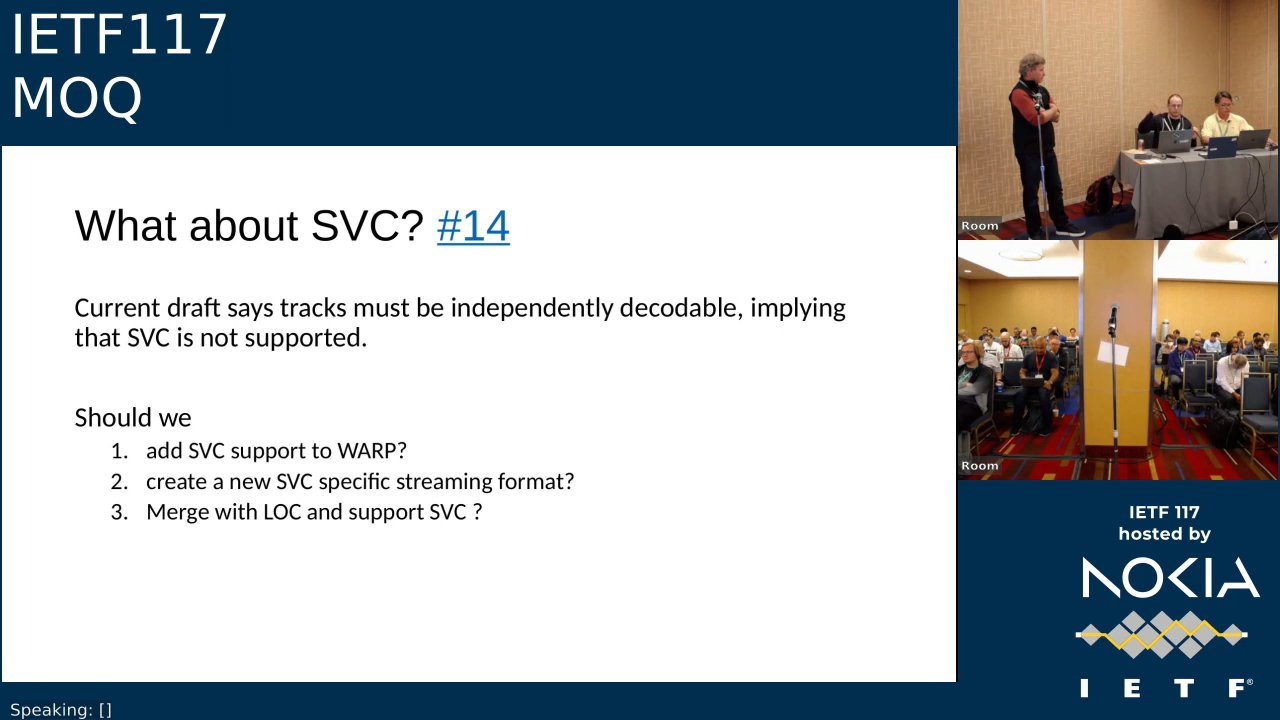 IETF117
MOQ
What about SVC? #14
Current draft says tracks must be independently decodable, implying
that SVC is not supported.
Should we
1. add SVC support to WARP?
2. create a new SVC specific streaming format?
3. Merge with LOC and support SVC ?
Speaking: []
Room
Room
IETF 117
hosted by
NOKIA
I E T F®